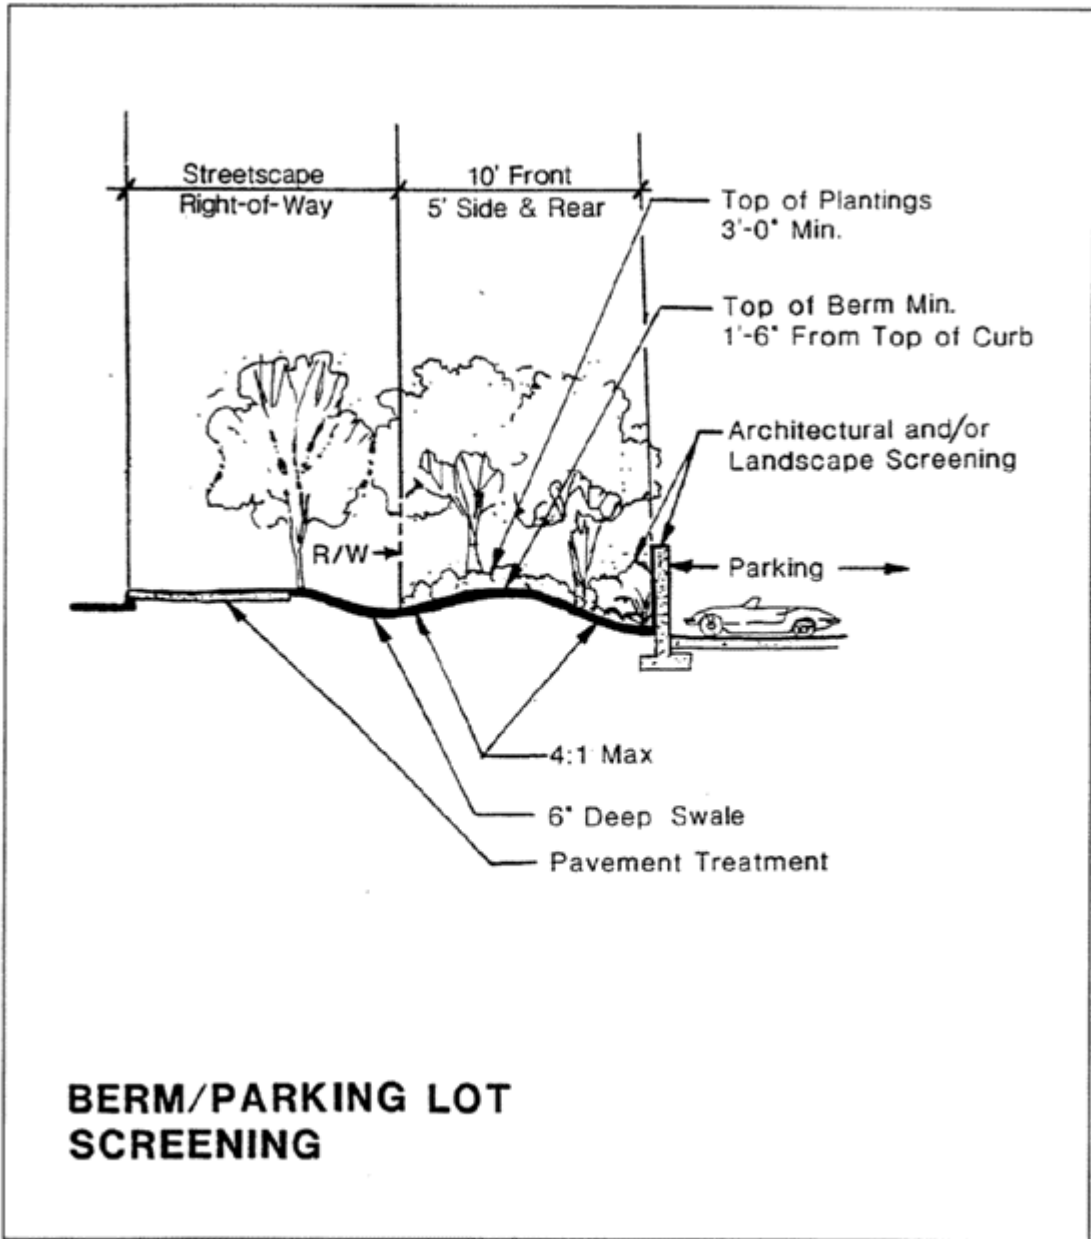 Streetscape
Right-of-Way
10' Front
5' Side & Rear
Top of Plantings
3'-0" Min.
Top of Berm Min.
1'-6" From Top of Curb
Architectural and/or
Landscape Screening
R/W
Parking
4:1 Max
6" Deep Swale
Pavement Treatment
BERM/PARKING LOT
SCREENING